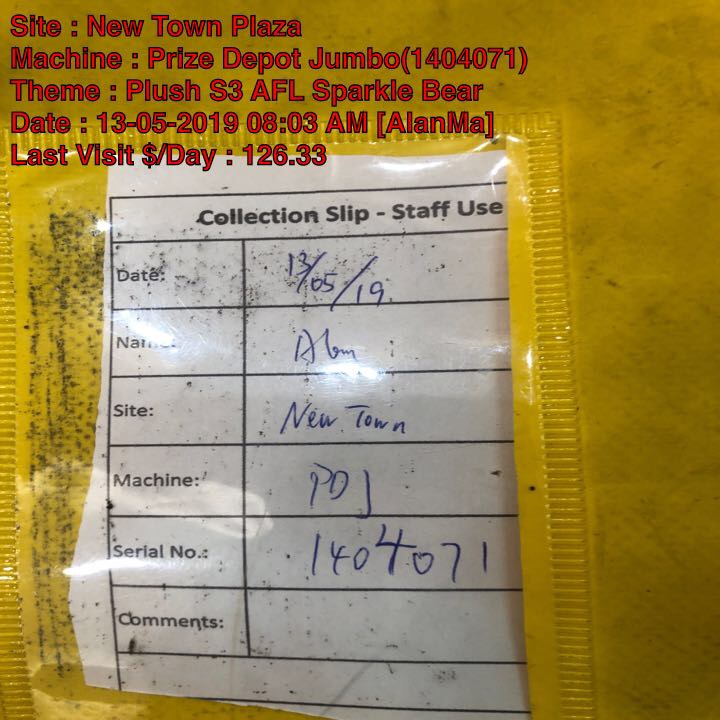 Site : New Town Plaza
Machine : Prize Depot Jumbo(1404071)
Theme : Plush S3 AFL Sparkle Bear
Date : 13-05-2019 08:03 AM [AlanMa]
Last Visit $/Day : 126.33
Collection Slip - Staff Use
Date: 13/05/19
Name: Alan
Site: New Town
Machine: PDJ
Serial No.: 1404071
Comments: